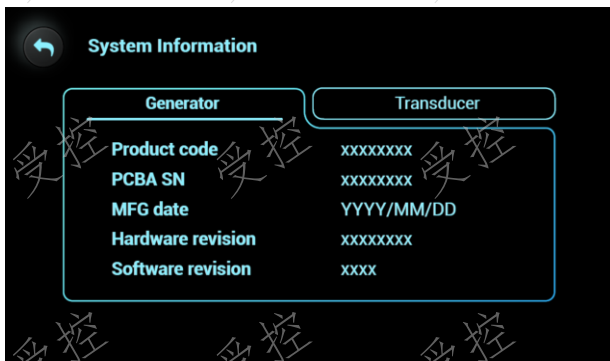 System Information
Generator Transducer
Product code xxxxxxxx
PCBA SN xxxxxxxx
MFG date YYYY/MM/DD
Hardware revision xxxxxxxx
Software revision xxxx
受控 受控 受控
受控 受控 受控